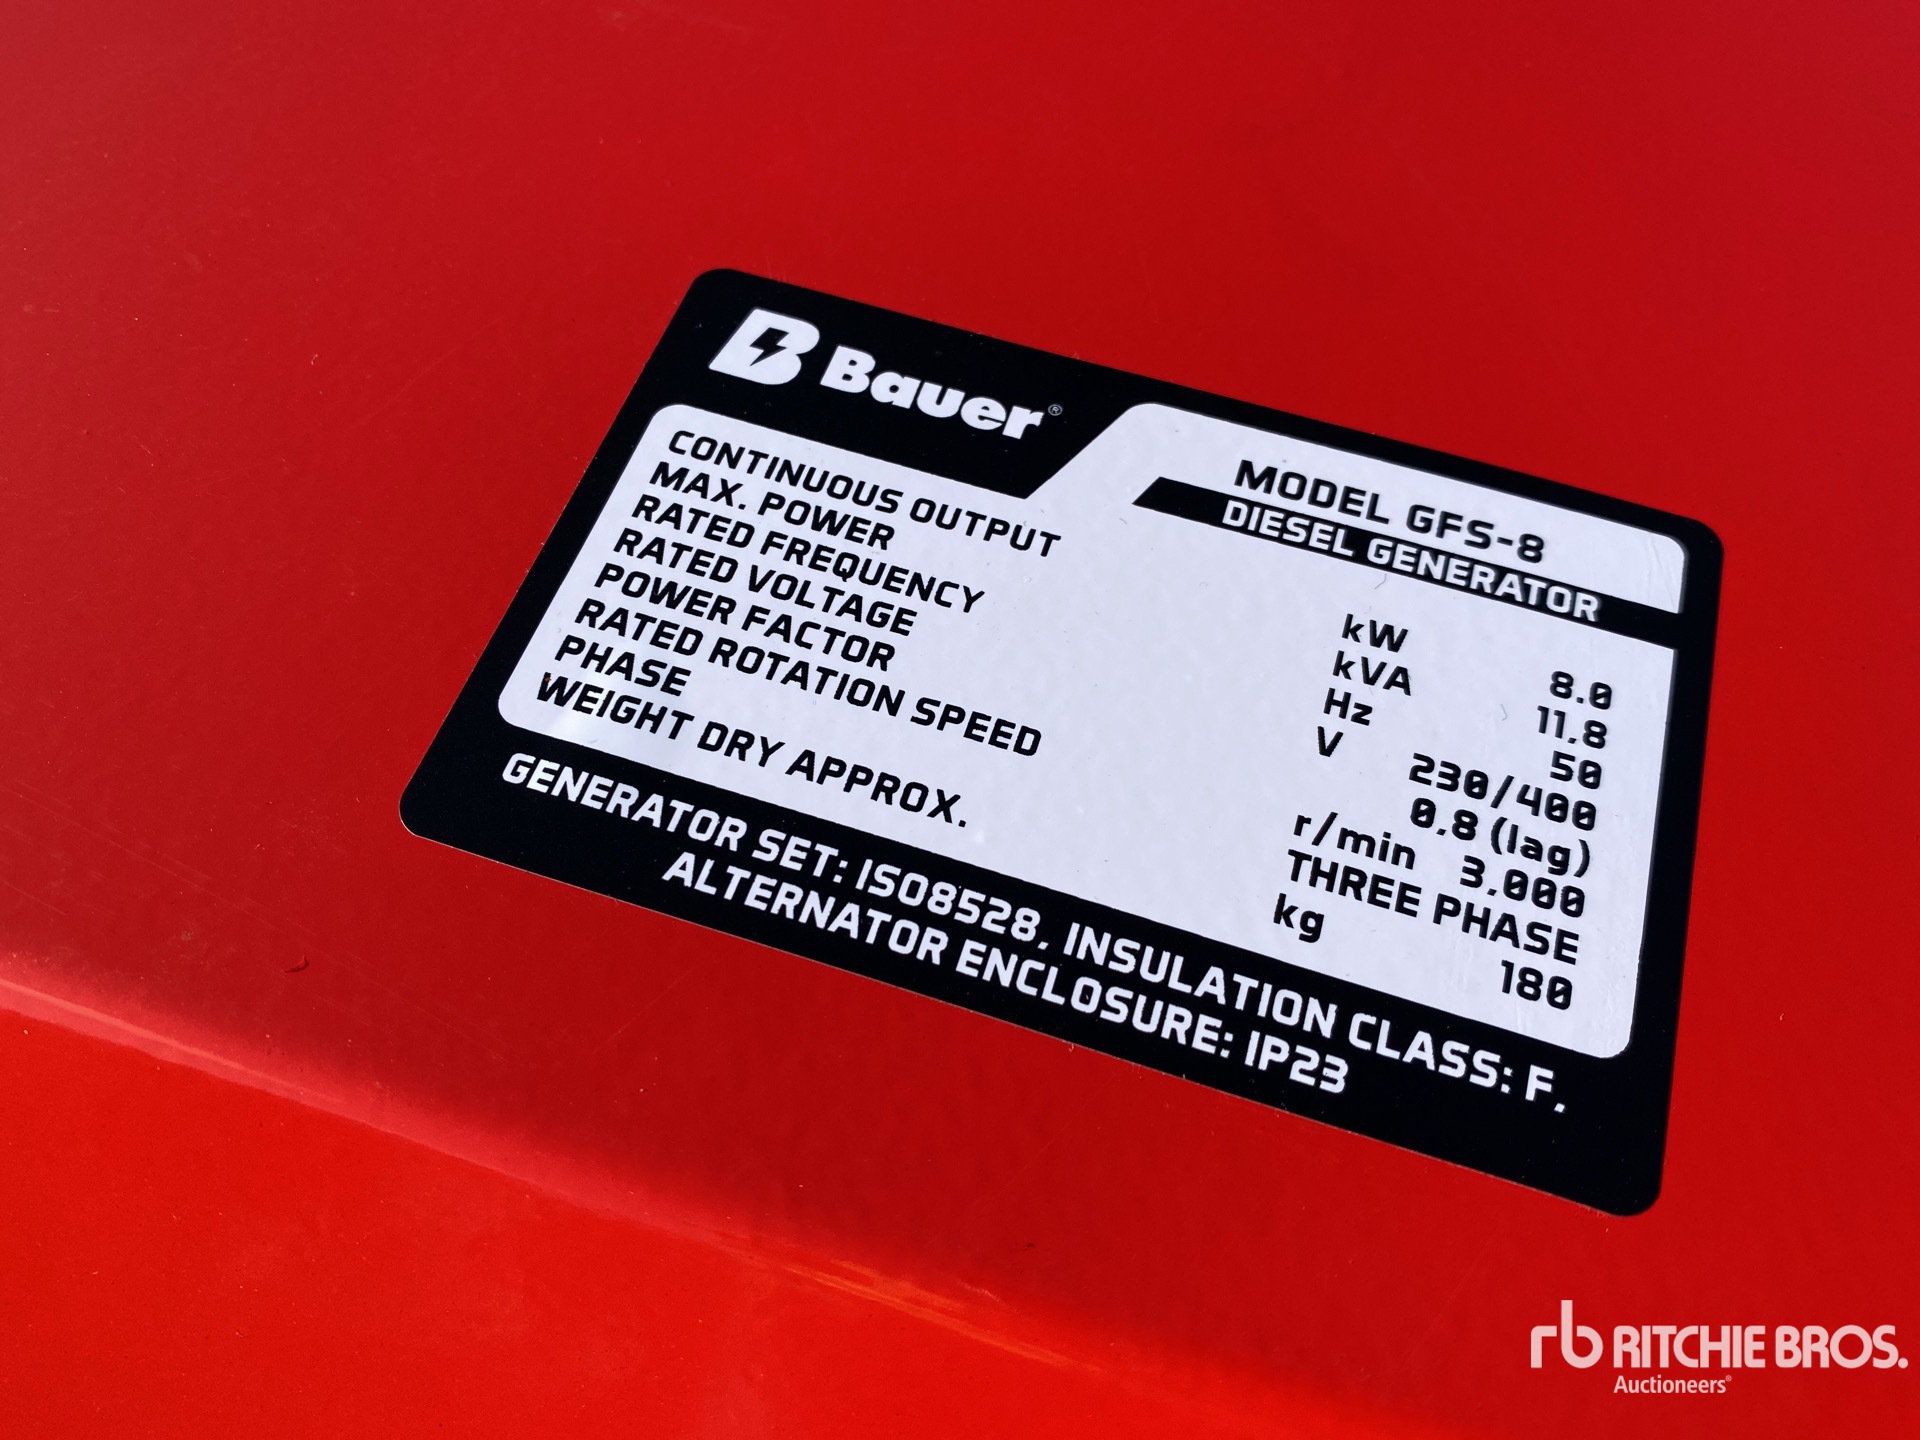 B Bauer®
MODEL GFS-8
DIESEL GENERATOR
CONTINUOUS OUTPUT kW 8.0
MAX. POWER kVA 11,8
RATED FREQUENCY Hz 50
RATED VOLTAGE V 230/400
POWER FACTOR 0,8 (lag)
RATED ROTATION SPEED r/min 3,000
PHASE THREE PHASE
WEIGHT DRY APPROX. kg 180
GENERATOR SET: ISO8528, INSULATION CLASS: F,
ALTERNATOR ENCLOSURE: IP23
rb RITCHIE BROS.
Auctioneers®